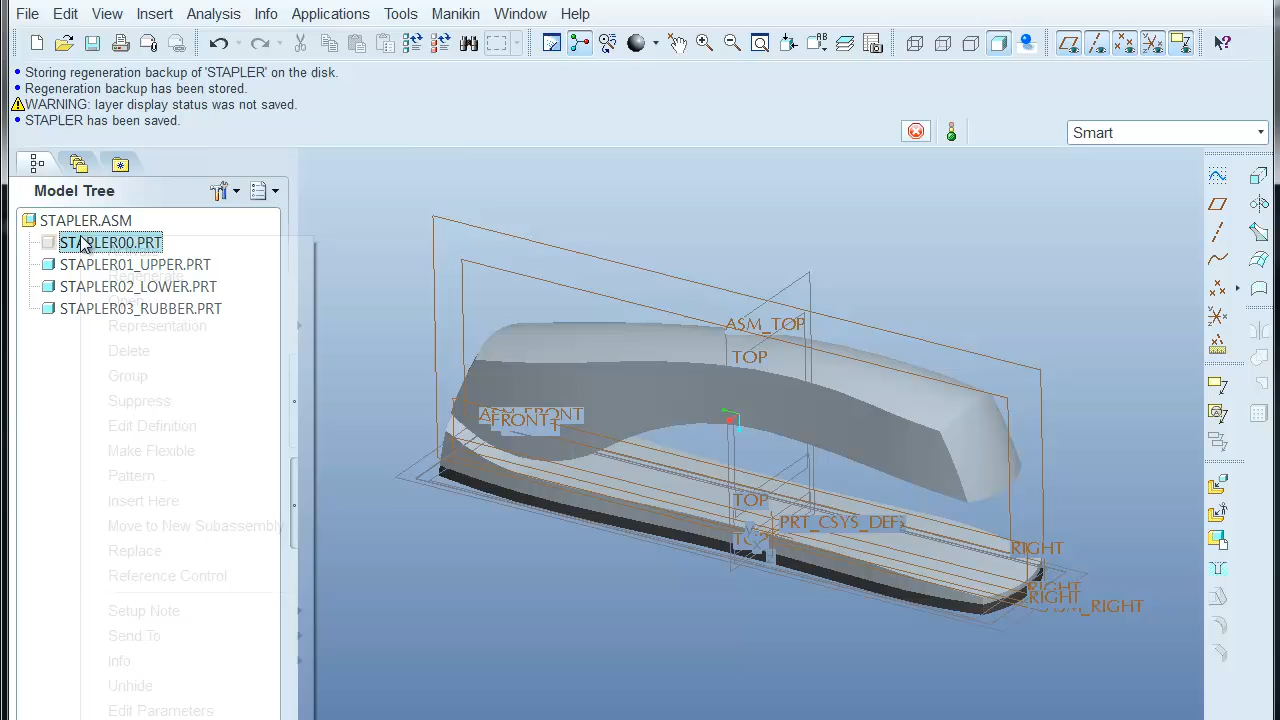 File Edit View Insert Analysis Info Applications Tools Manikin Window Help
Storing regeneration backup of 'STAPLER' on the disk.
Regeneration backup has been stored.
WARNING: layer display status was not saved.
STAPLER has been saved.
Smart
Model Tree
STAPLER.ASM
STAPLER00.PRT
STAPLER01_UPPER.PRT
STAPLER02_LOWER.PRT
STAPLER03_RUBBER.PRT
Regenerate
Open
Representation
Delete
Group
Suppress
Edit Definition
Make Flexible
Pattern...
Insert Here
Move to New Subassembly
Replace
Reference Control
Setup Note
Send To
Info
Unhide
Edit Parameters
ASM_TOP
TOP
ASM_FRONT
FRONT
TOP
PRT_CSYS_DEF
RIGHT
RIGHT
RIGHT
ASM_RIGHT